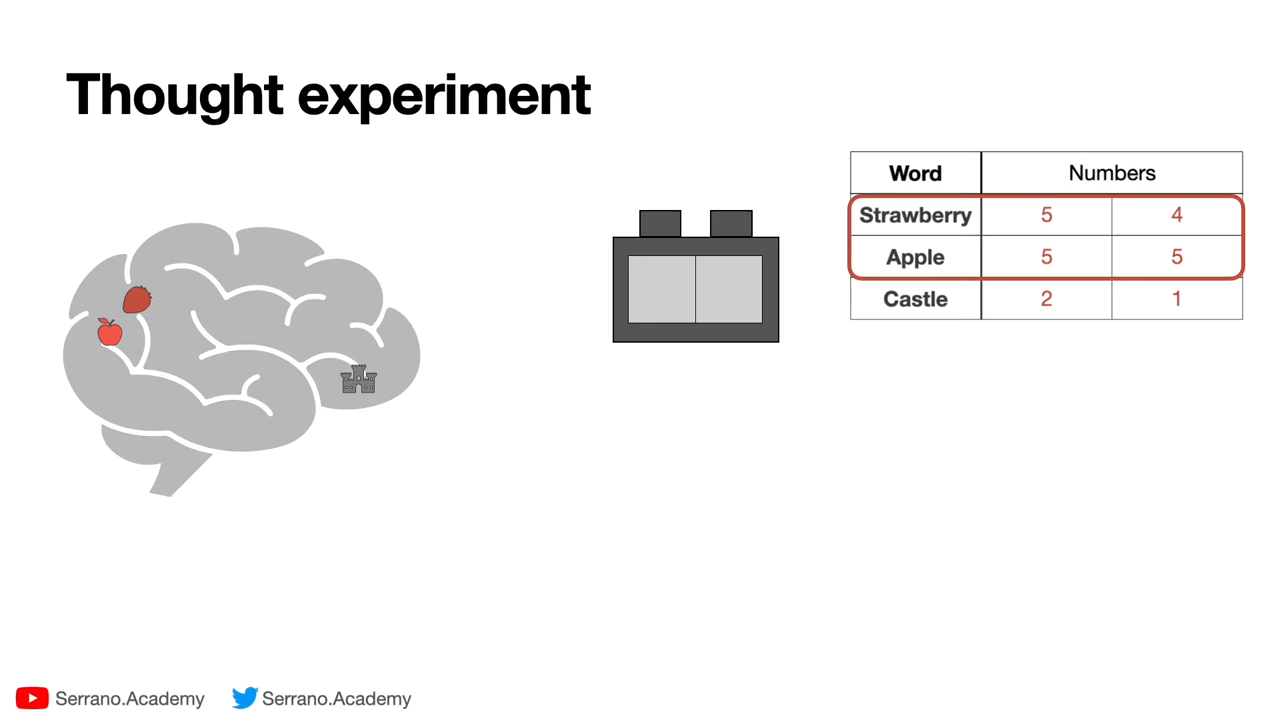 Thought experiment
Word Numbers
Strawberry 5 4
Apple 5 5
Castle 2 1
Serrano.Academy Serrano.Academy